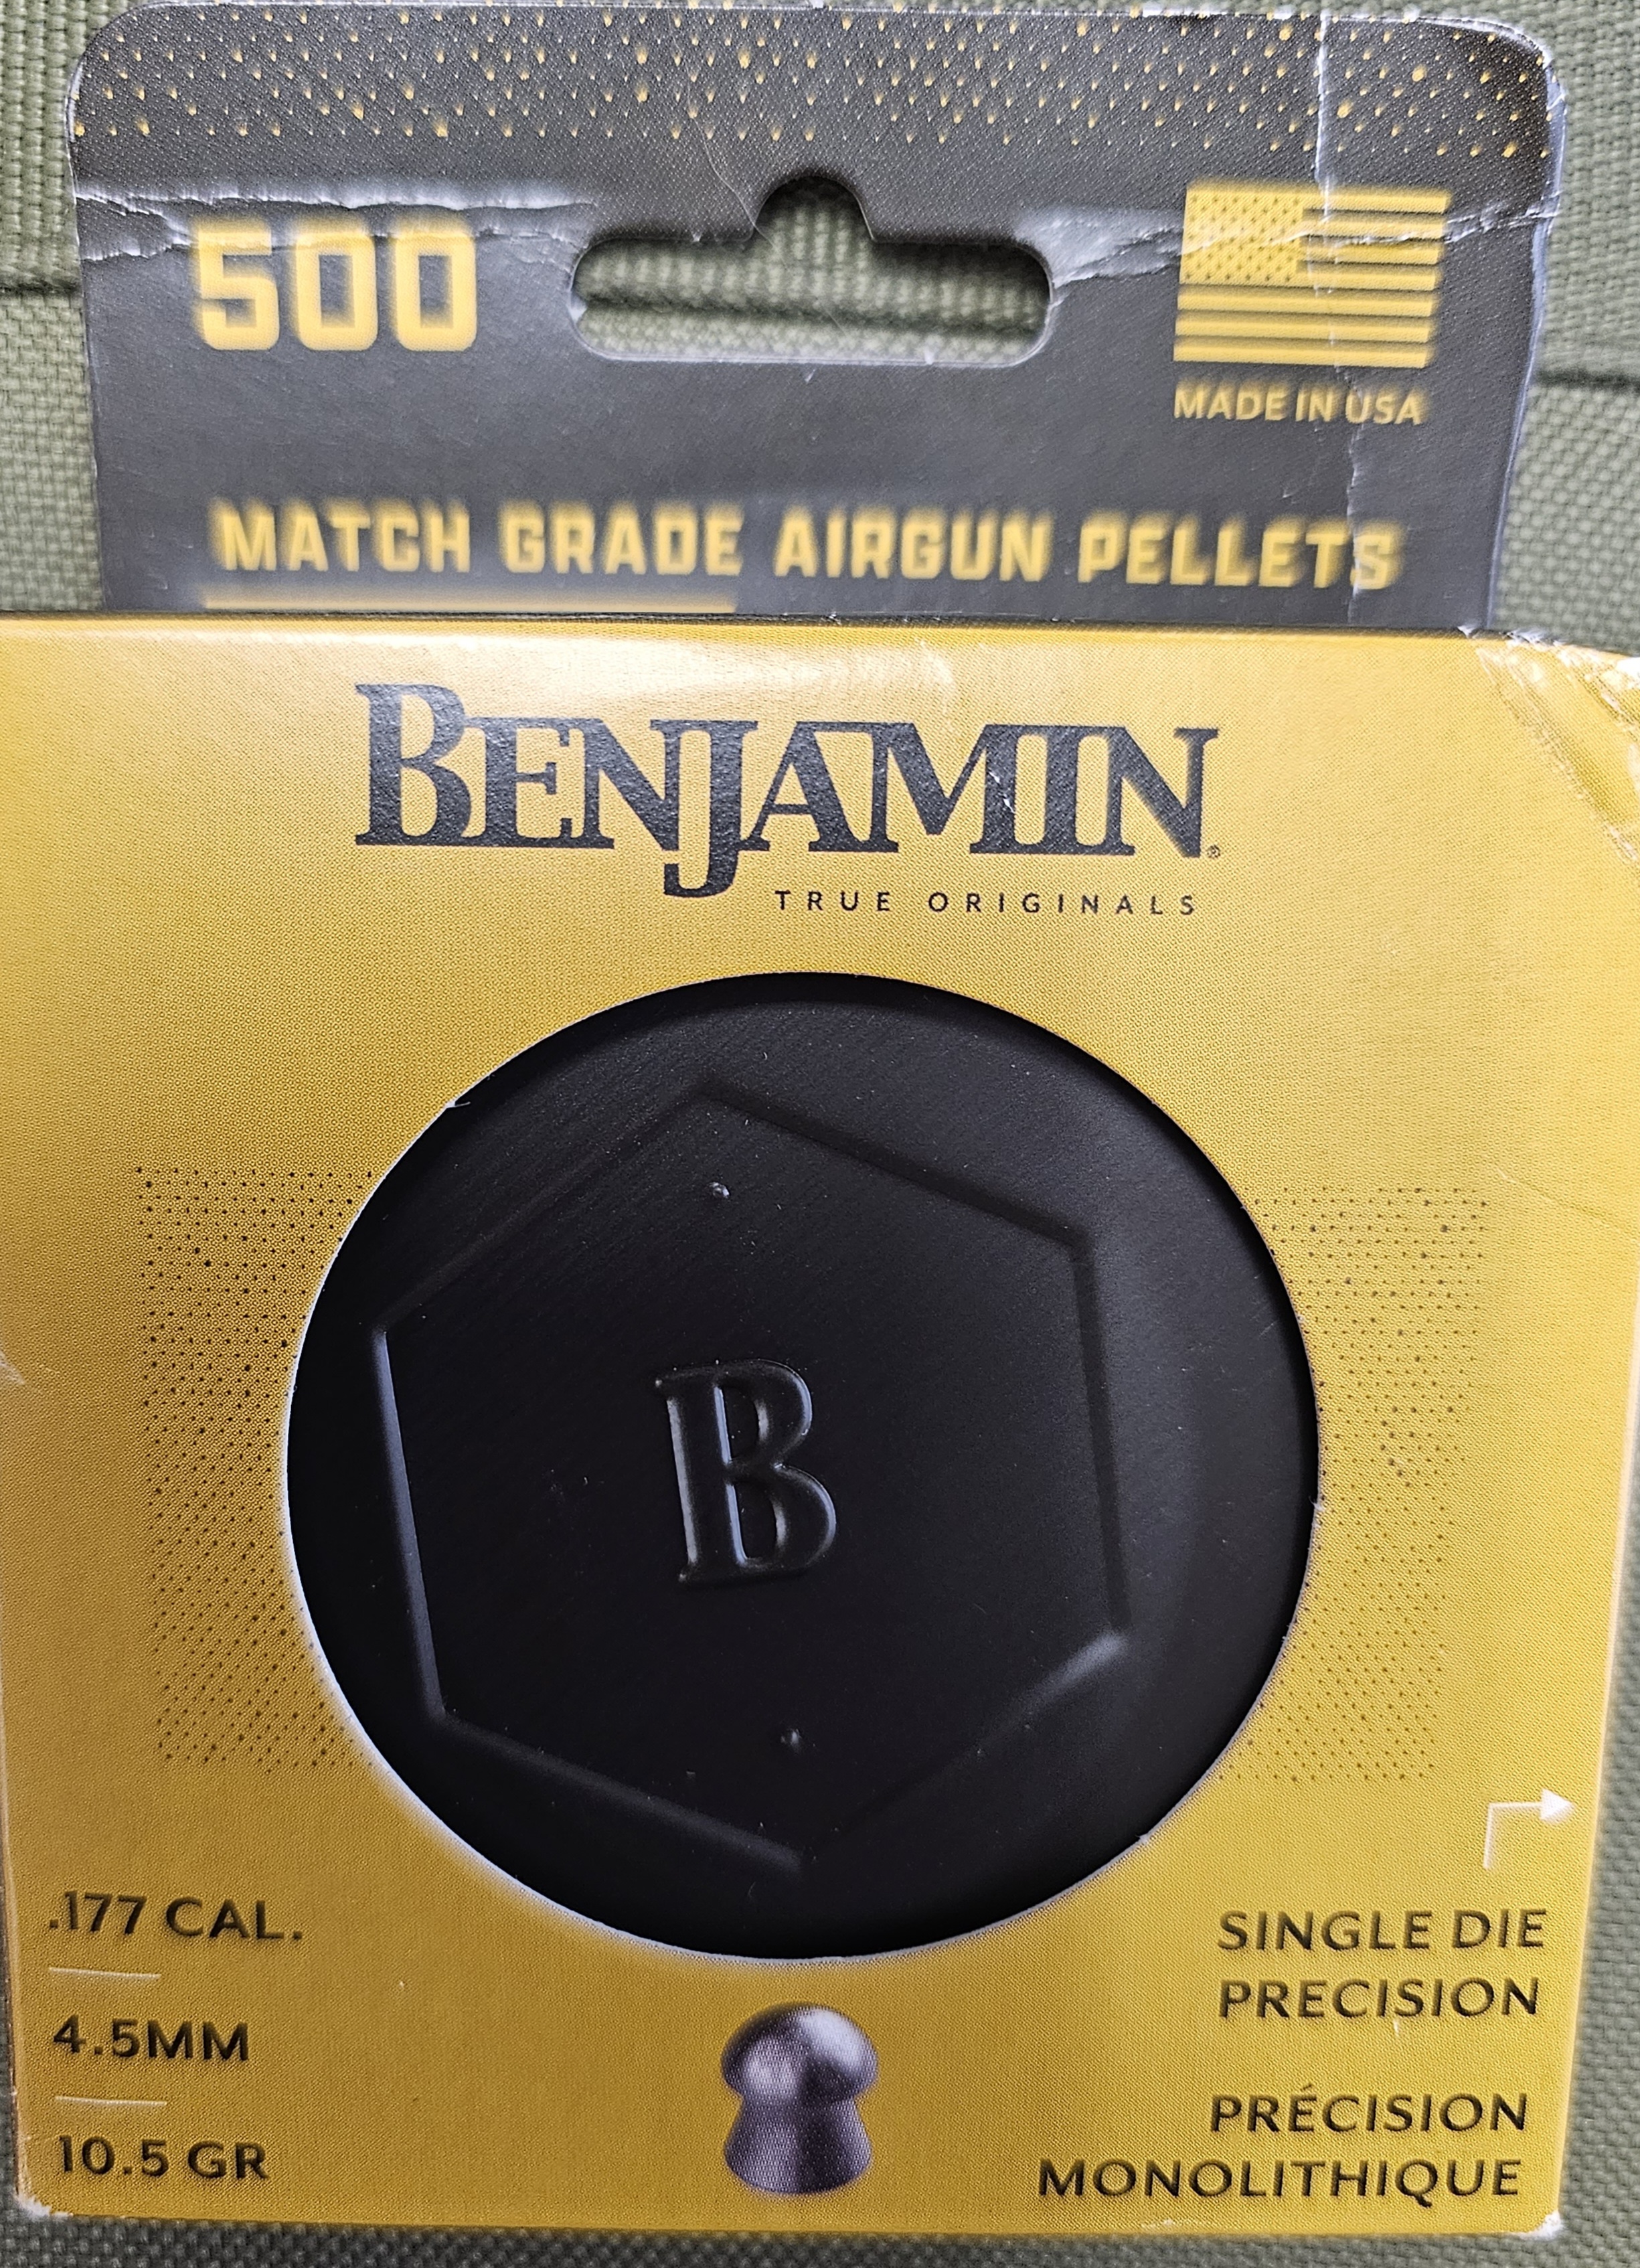 500
MADE IN USA
MATCH GRADE AIRGUN PELLETS
BENJAMIN®
TRUE ORIGINALS
B
.177 CAL.
4.5MM
10.5 GR
SINGLE DIE
PRECISION
PRÉCISION
MONOLITHIQUE